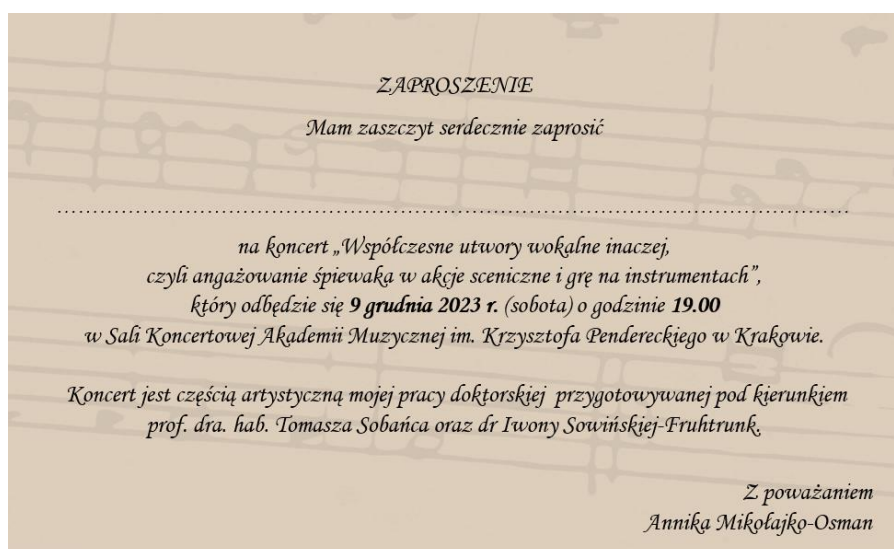 ZAPROSZENIE
Mam zaszczyt serdecznie zaprosić
................................................................................................................................
na koncert „Współczesne utwory wokalne inaczej,
czyli angażowanie śpiewaka w akcje sceniczne i grę na instrumentach”,
który odbędzie się 9 grudnia 2023 r. (sobota) o godzinie 19.00
w Sali Koncertowej Akademii Muzycznej im. Krzysztofa Pendereckiego w Krakowie.
Koncert jest częścią artystyczną mojej pracy doktorskiej przygotowywanej pod kierunkiem
prof. dra. hab. Tomasza Sobańca oraz dr Iwony Sowińskiej-Fruhtrunk.
Z poważaniem
Annika Mikołajko-Osman